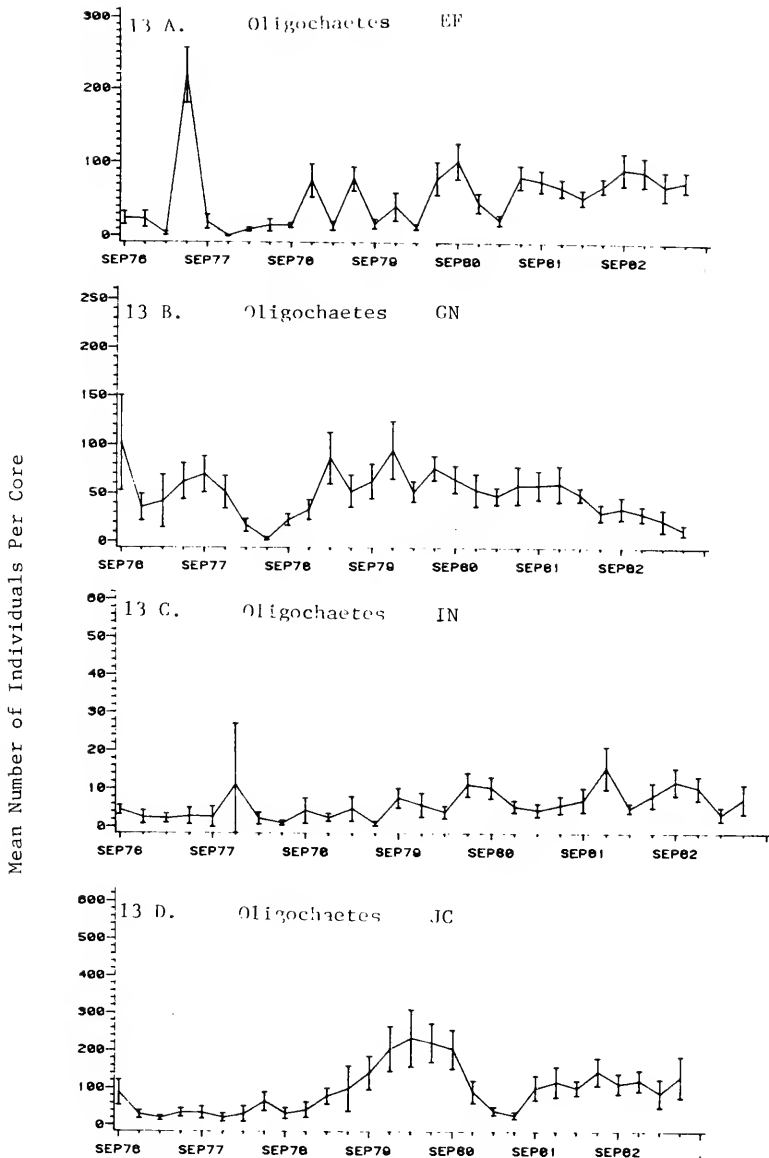 13 A. Oligochaetes EF
300
200
100
0
SEP76 SEP77 SEP78 SEP79 SEP80 SEP81 SEP82
13 B. Oligochaetes GN
250
200
150
100
50
0
SEP76 SEP77 SEP78 SEP79 SEP80 SEP81 SEP82
Mean Number of Individuals Per Core
13 C. Oligochaetes IN
60
50
40
30
20
10
0
SEP76 SEP77 SEP78 SEP79 SEP80 SEP81 SEP82
13 D. Oligochaetes JC
600
500
400
300
200
100
0
SEP76 SEP77 SEP78 SEP79 SEP80 SEP81 SEP82